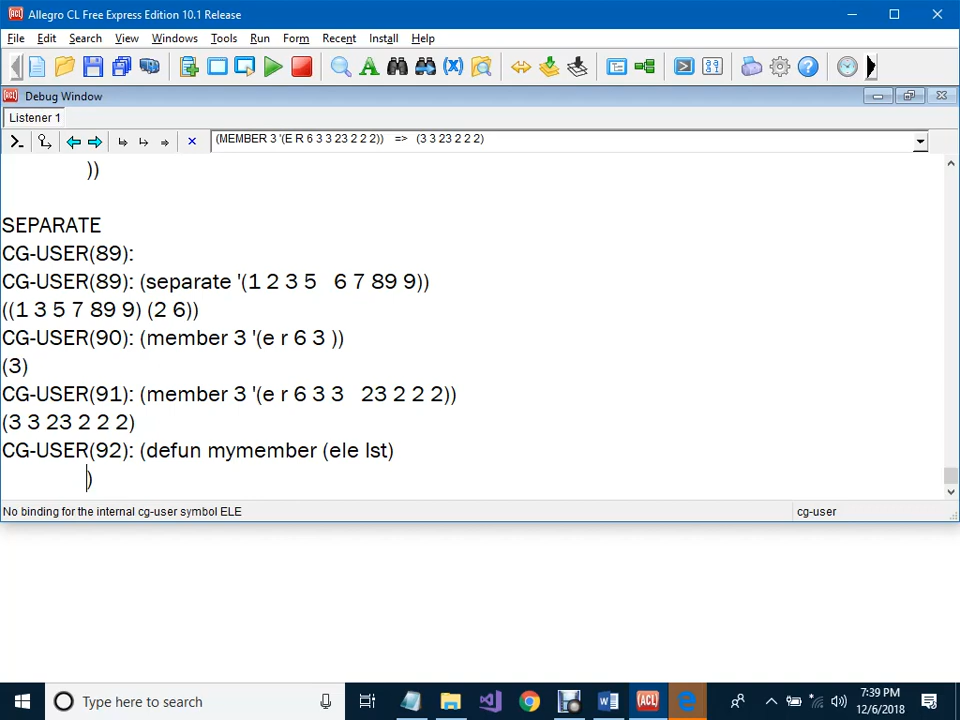 Allegro CL Free Express Edition 10.1 Release
File Edit Search View Windows Tools Run Form Recent Install Help
Debug Window
Listener 1
(MEMBER 3 '(E R 6 3 3 23 2 2 2)) => (3 3 23 2 2 2)
))
SEPARATE
CG-USER(89):
CG-USER(89): (separate '(1 2 3 5 6 7 89 9))
((1 3 5 7 89 9) (2 6))
CG-USER(90): (member 3 '(e r 6 3 ))
(3)
CG-USER(91): (member 3 '(e r 6 3 3 23 2 2 2))
(3 3 23 2 2 2)
CG-USER(92): (defun mymember (ele lst)
)
No binding for the internal cg-user symbol ELE
cg-user
Type here to search
7:39 PM
12/6/2018